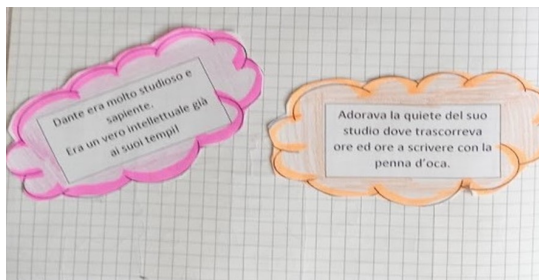 Dante era molto studioso e
sapiente.
Era un vero intellettuale già
ai suoi tempi!
Adorava la quiete del suo
studio dove trascorreva
ore ed ore a scrivere con la
penna d'oca.